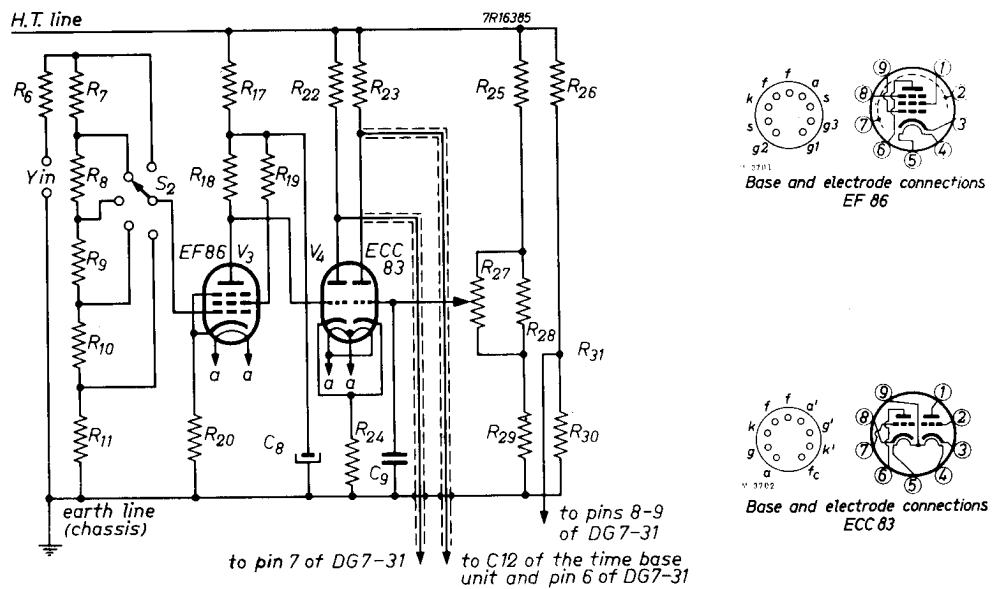 H.T. line
7R16385
R6
R7
R17
R22
R23
R25
R26
Y in
R8
S2
R18
R19
R9
EF86
V3
V4
ECC
83
R27
R28
R10
R31
a a
a a
R11
R20
C8
R24
C9
R29
R30
earth line
(chassis)
to pins 8-9
of DG7-31
to pin 7 of DG7-31
to C12 of the time base
unit and pin 6 of DG7-31
f f
k a
s s
g2 g1 g3
9 1
8 2
7 3
6 5 4
Base and electrode connections
EF 86
f f
k a'
g g'
a fc k'
9 1
8 2
7 3
6 5 4
Base and electrode connections
ECC 83